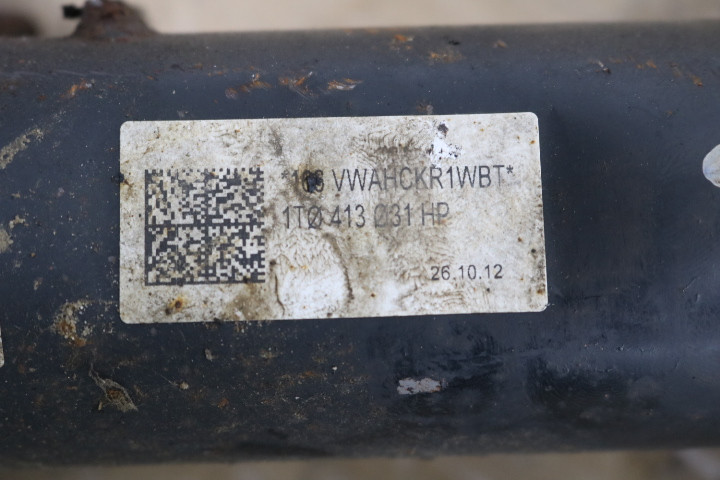 VWAHCKR1WBT*
1TØ 413 031 HP
26.10.12